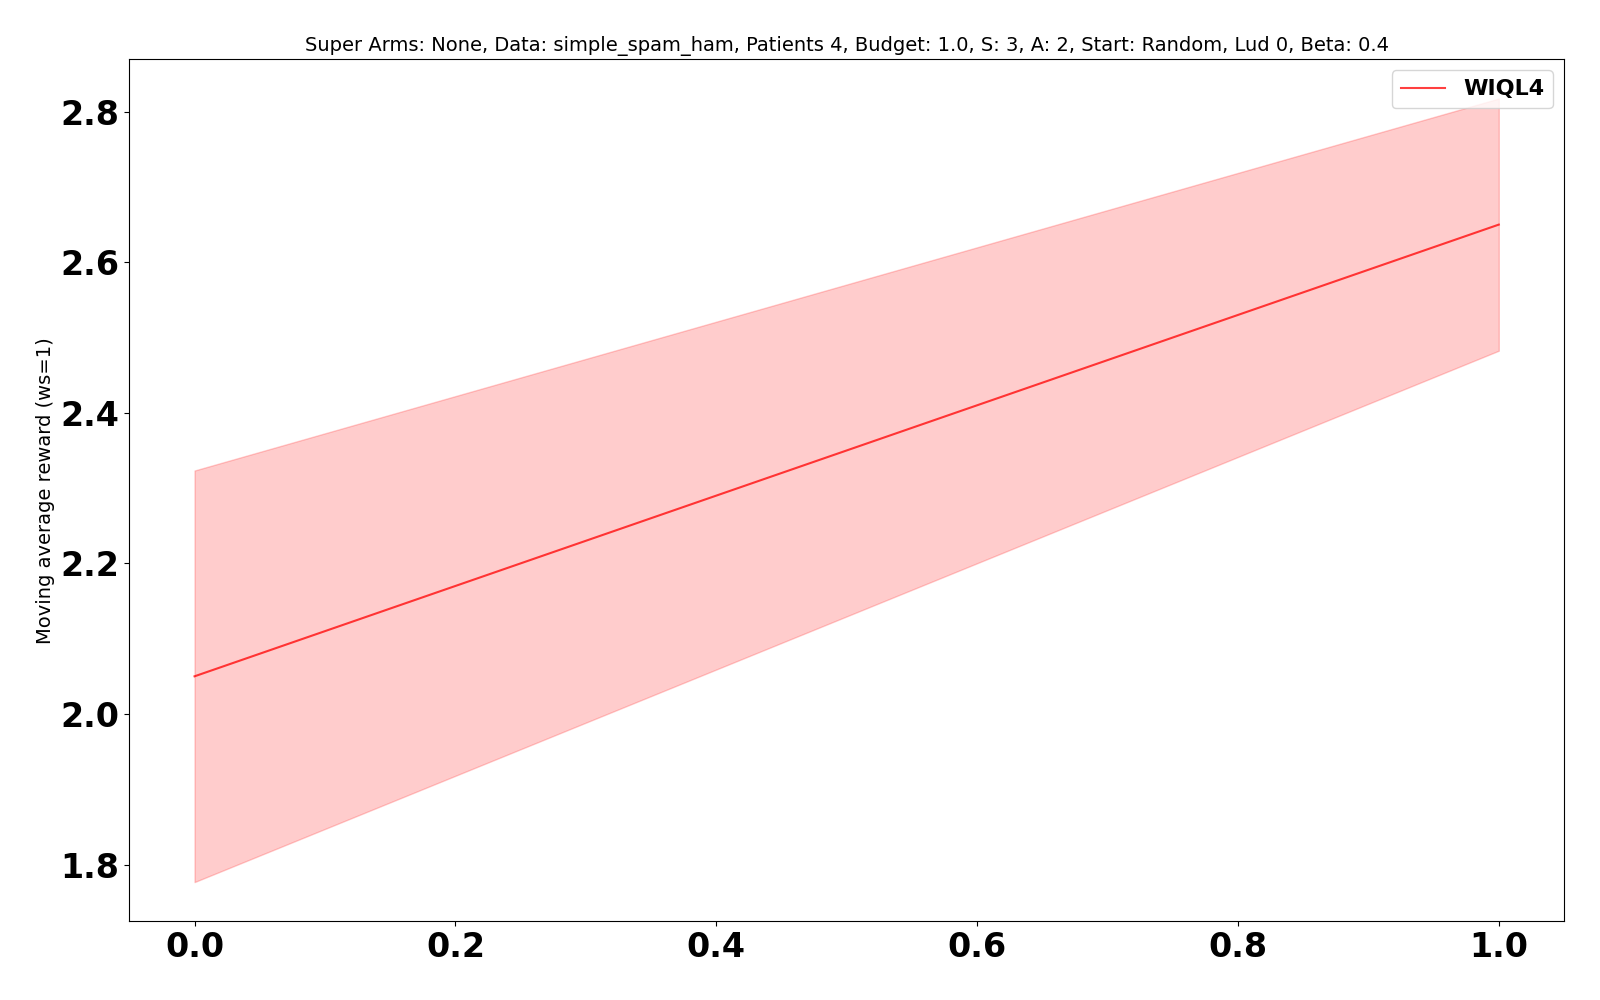 Super Arms: None, Data: simple_spam_ham, Patients 4, Budget: 1.0, S: 3, A: 2, Start: Random, Lud 0, Beta: 0.4
WIQL4
Moving average reward (ws=1)
2.8
2.6
2.4
2.2
2.0
1.8
0.0 0.2 0.4 0.6 0.8 1.0